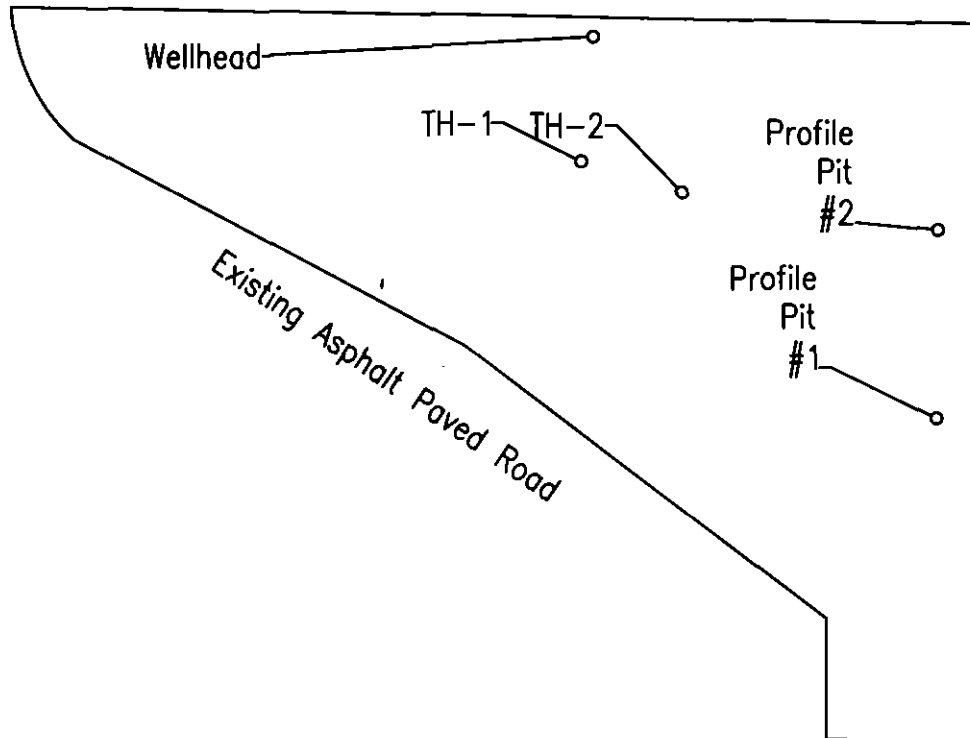 Wellhead
TH-1
TH-2
Profile
Pit
#2
Profile
Pit
#1
Existing Asphalt Paved Road